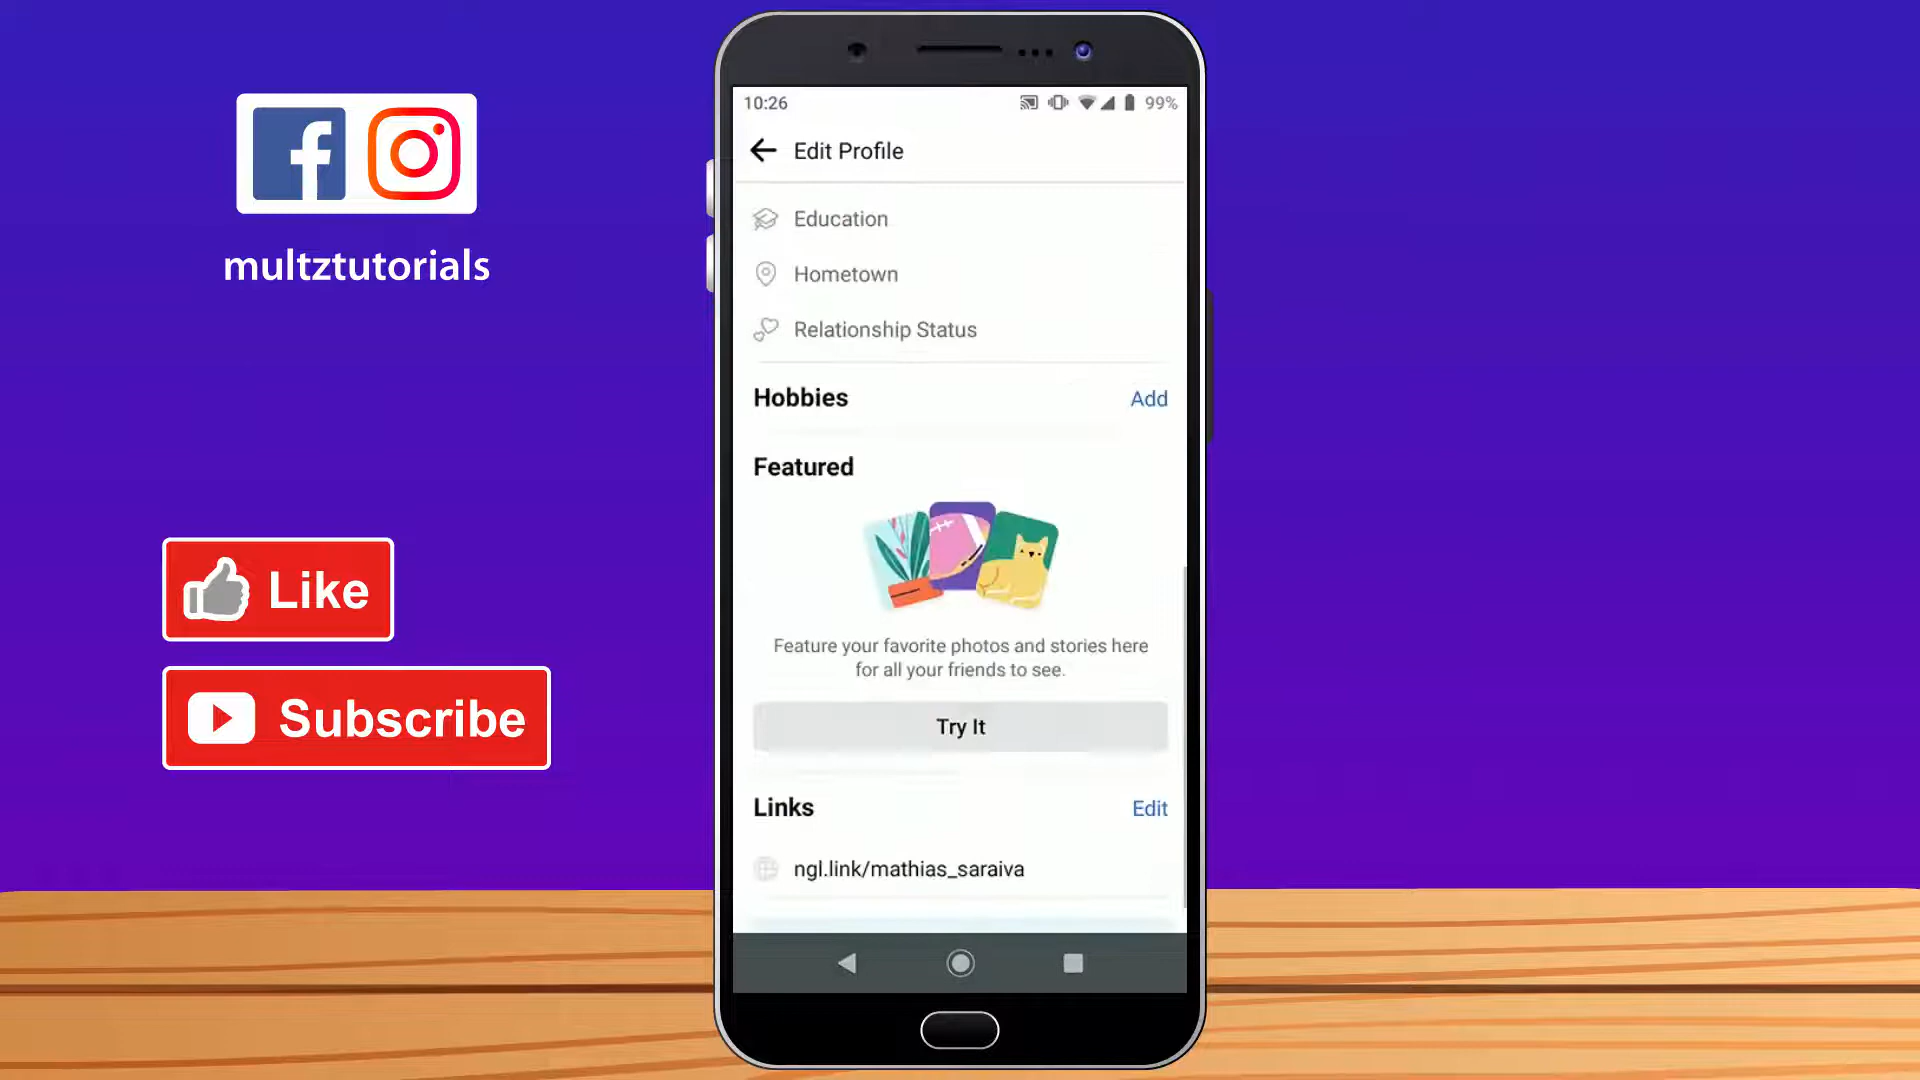 multztutorials
Like
Subscribe
10:26
99%
Edit Profile
Education
Hometown
Relationship Status
Hobbies
Add
Featured
Feature your favorite photos and stories here
for all your friends to see.
Try It
Links
Edit
ngl.link/mathias_saraiva